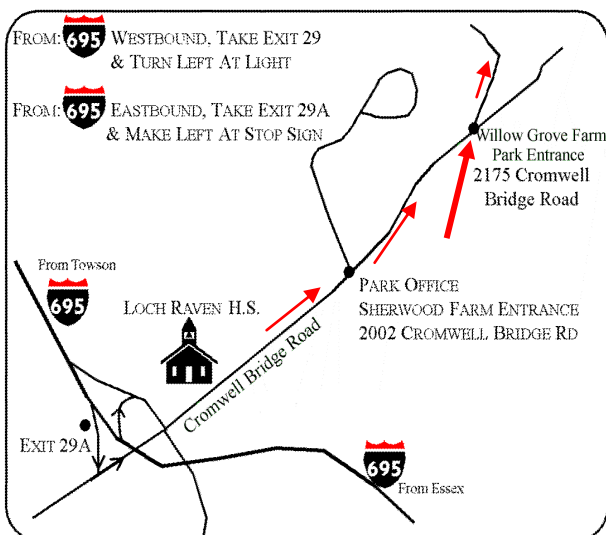 FROM: 695 WESTBOUND, TAKE EXIT 29
& TURN LEFT AT LIGHT
FROM: 695 EASTBOUND, TAKE EXIT 29A
& MAKE LEFT AT STOP SIGN
Willow Grove Farm
Park Entrance
2175 Cromwell
Bridge Road
From Towson
695
LOCH RAVEN H.S.
PARK OFFICE
SHERWOOD FARM ENTRANCE
2002 CROMWELL BRIDGE RD
Cromwell Bridge Road
EXIT 29A
695
From Essex